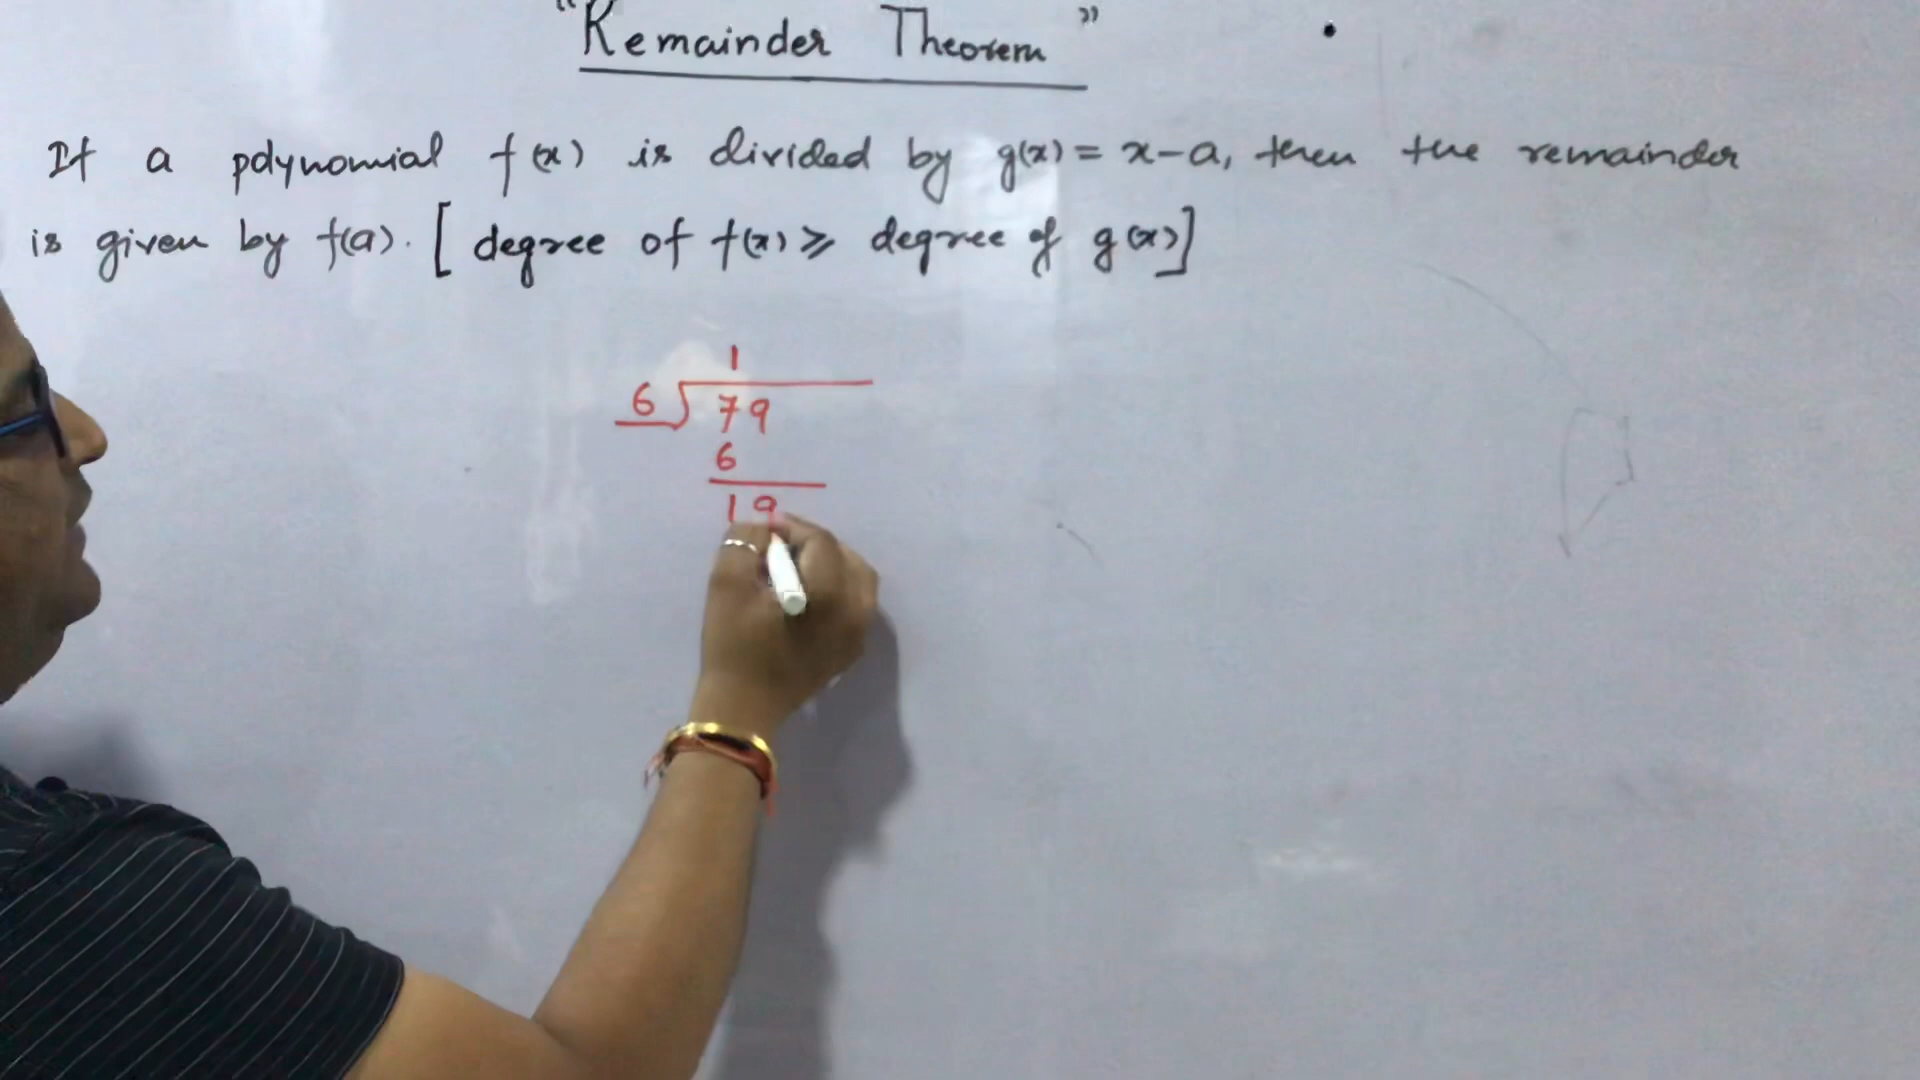 "Remainder Theorem"
If a polynomial f(x) is divided by g(x) = x-a, then the remainder
is given by f(a). [ degree of f(x) ⩾ degree of g(x)]
1
6 79
6
19